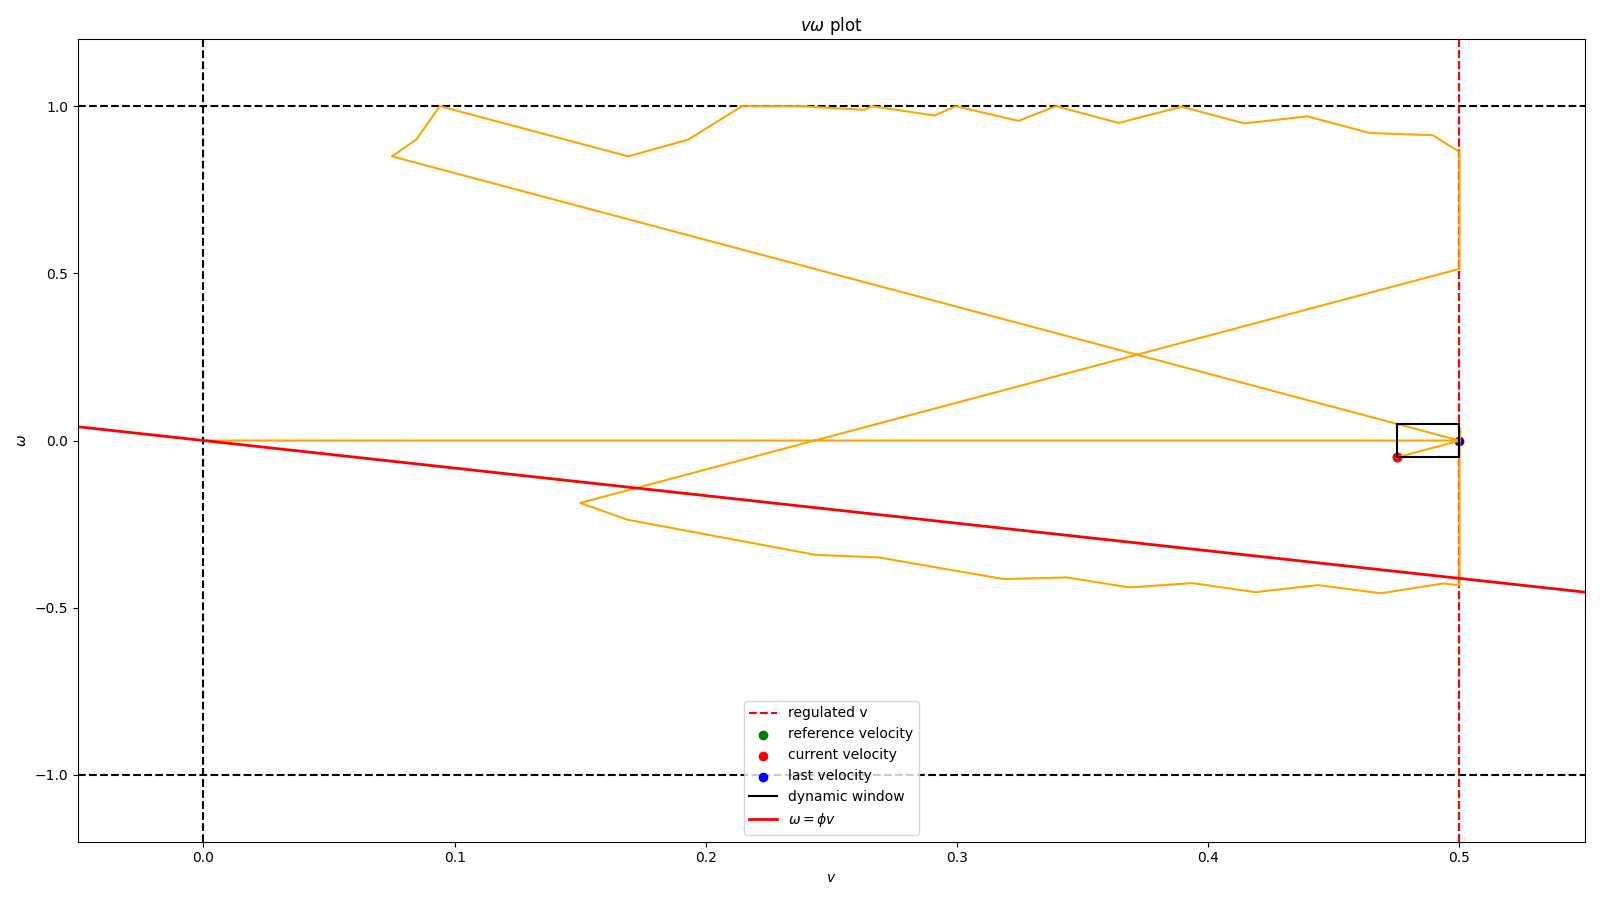 vω plot
1.0
0.5
0.0
−0.5
−1.0
ω
regulated v
reference velocity
current velocity
last velocity
dynamic window
ω = ϕv
0.0 0.1 0.2 0.3 0.4 0.5
v